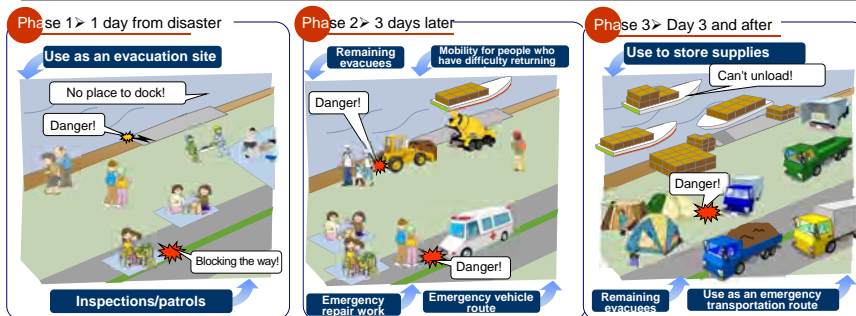 Phase 1➢ 1 day from disaster
Use as an evacuation site
No place to dock!
Danger!
Blocking the way!
Inspections/patrols
Phase 2➢ 3 days later
Remaining
evacuees
Mobility for people who
have difficulty returning
Danger!
Danger!
Emergency
repair work
Emergency vehicle
route
Phase 3➢ Day 3 and after
Use to store supplies
Can't unload!
Danger!
Remaining
evacuees
Use as an emergency
transportation route